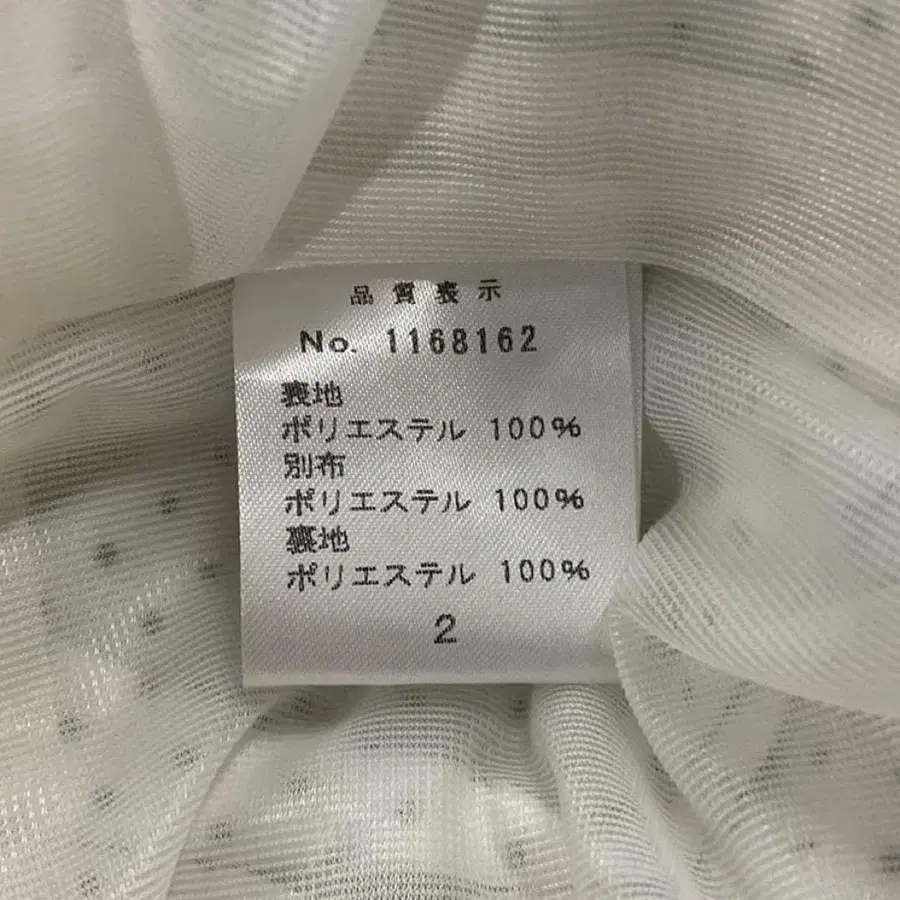 品質表示
No. 1168162
表地
ポリエステル 100%
別布
ポリエステル 100%
裏地
ポリエステル 100%
2